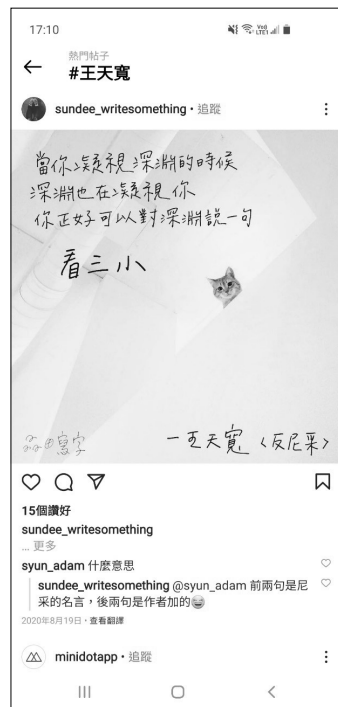 17:10
Vo8)
LTE1
熱門帖子
#王天寬
sundee_writesomething • 追蹤
當你凝視深淵的時候
深淵也在凝視你
你正好可以對深淵說一句
看三小
寫字
—王天寬〈反尼采〉
15個讚好
sundee_writesomething
... 更多
syun_adam 什麼意思
sundee_writesomething @syun_adam 前兩句是尼
采的名言，後兩句是作者加的😅
2020年8月19日・查看翻譯
minidotapp • 追蹤